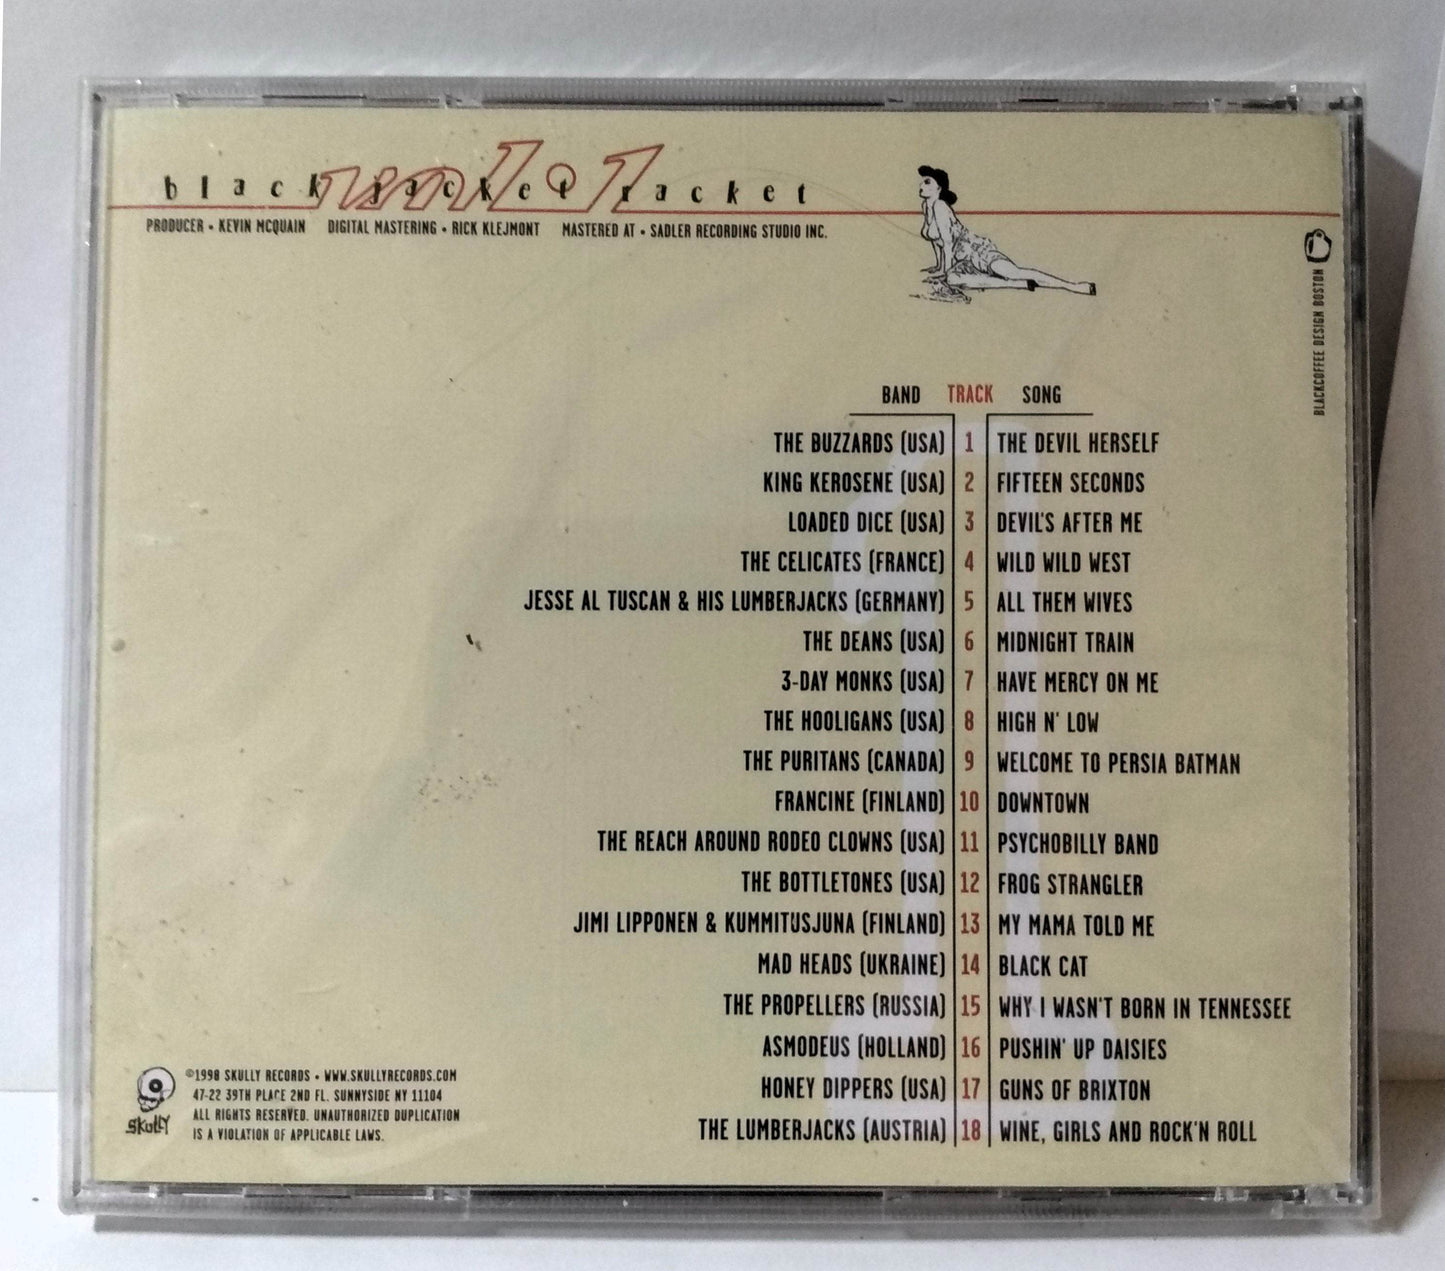 black jacket racket
PRODUCER • KEVIN MCQUAIN DIGITAL MASTERING • RICK KLEJMONT MASTERED AT • SADLER RECORDING STUDIO INC.
BLACKCOFFEE DESIGN BOSTON
BAND TRACK SONG
THE BUZZARDS (USA) 1 THE DEVIL HERSELF
KING KEROSENE (USA) 2 FIFTEEN SECONDS
LOADED DICE (USA) 3 DEVIL'S AFTER ME
THE CELICATES (FRANCE) 4 WILD WILD WEST
JESSE AL TUSCAN & HIS LUMBERJACKS (GERMANY) 5 ALL THEM WIVES
THE DEANS (USA) 6 MIDNIGHT TRAIN
3-DAY MONKS (USA) 7 HAVE MERCY ON ME
THE HOOLIGANS (USA) 8 HIGH N' LOW
THE PURITANS (CANADA) 9 WELCOME TO PERSIA BATMAN
FRANCINE (FINLAND) 10 DOWNTOWN
THE REACH AROUND RODEO CLOWNS (USA) 11 PSYCHOBILLY BAND
THE BOTTLETONES (USA) 12 FROG STRANGLER
JIMI LIPPONEN & KUMMITUSJUNA (FINLAND) 13 MY MAMA TOLD ME
MAD HEADS (UKRAINE) 14 BLACK CAT
THE PROPELLERS (RUSSIA) 15 WHY I WASN'T BORN IN TENNESSEE
ASMODEUS (HOLLAND) 16 PUSHIN' UP DAISIES
HONEY DIPPERS (USA) 17 GUNS OF BRIXTON
THE LUMBERJACKS (AUSTRIA) 18 WINE, GIRLS AND ROCK'N ROLL
SKULLY
©1998 SKULLY RECORDS • WWW.SKULLYRECORDS.COM
47-22 39TH PLACE 2ND FL. SUNNYSIDE NY 11104
ALL RIGHTS RESERVED. UNAUTHORIZED DUPLICATION
IS A VIOLATION OF APPLICABLE LAWS.